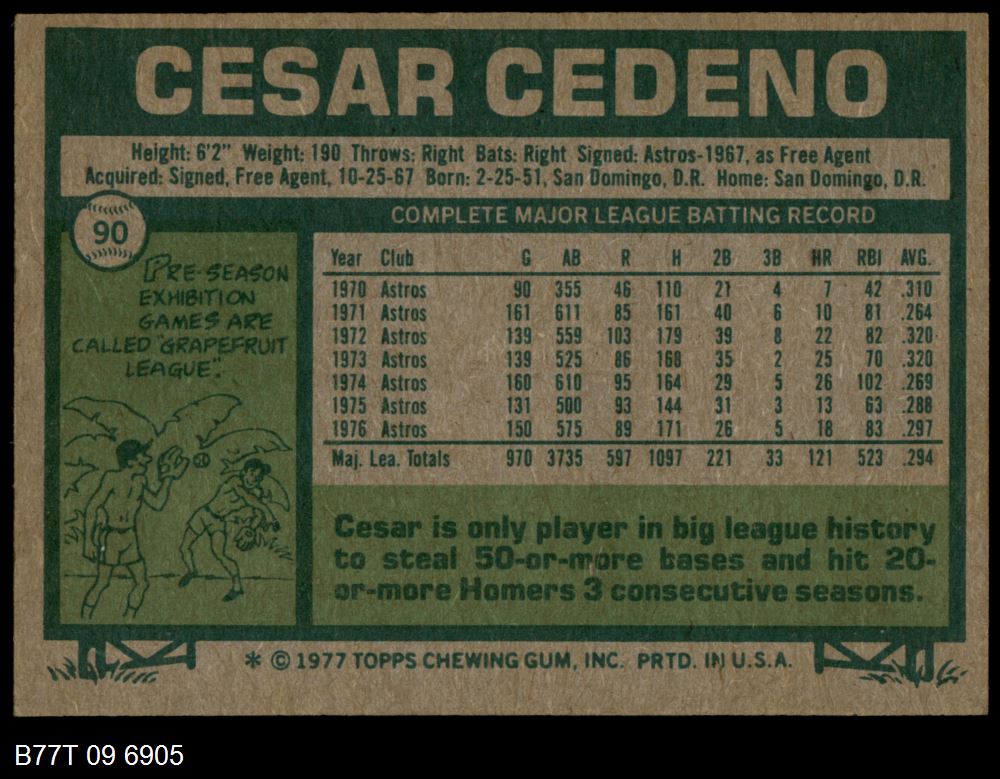 CESAR CEDENO
Height: 6'2" Weight: 190 Throws: Right Bats: Right Signed: Astros-1967, as Free Agent
Acquired: Signed, Free Agent, 10-25-67 Born: 2-25-51, San Domingo, D.R. Home: San Domingo, D.R.
90
PRE-SEASON
EXHIBITION
GAMES ARE
CALLED "GRAPEFRUIT
LEAGUE".
COMPLETE MAJOR LEAGUE BATTING RECORD
Year Club G AB R H 2B 3B HR RBI AVG.
1970 Astros 90 355 46 110 21 4 7 42 .310
1971 Astros 161 611 85 161 40 6 10 81 .264
1972 Astros 139 559 103 179 39 8 22 82 .320
1973 Astros 139 525 86 168 35 2 25 70 .320
1974 Astros 160 610 95 164 29 5 26 102 .269
1975 Astros 131 500 93 144 31 3 13 63 .288
1976 Astros 150 575 89 171 26 5 18 83 .297
Maj. Lea. Totals 970 3735 597 1097 221 33 121 523 .294
Cesar is only player in big league history
to steal 50-or-more bases and hit 20-
or-more Homers 3 consecutive seasons.
* © 1977 TOPPS CHEWING GUM, INC. PRTD. IN U.S.A.
B77T 09 6905